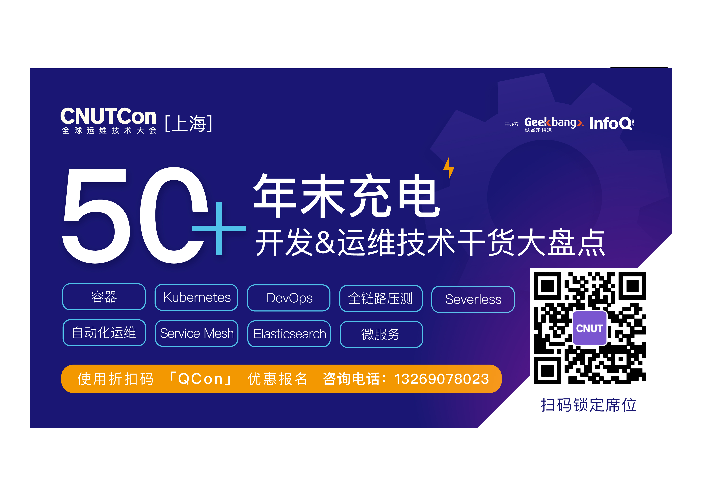 CNUTCon
全球运维技术大会
[上海]
Geekbang>. InfoQ
50+
年末充电
开发&运维技术干货大盘点
容器 Kubernetes DevOps 全链路压测 Severless
自动化运维 Service Mesh Elasticsearch 微服务
使用折扣码 「QCon」 优惠报名 咨询电话：13269078023
CNUT
扫码锁定席位